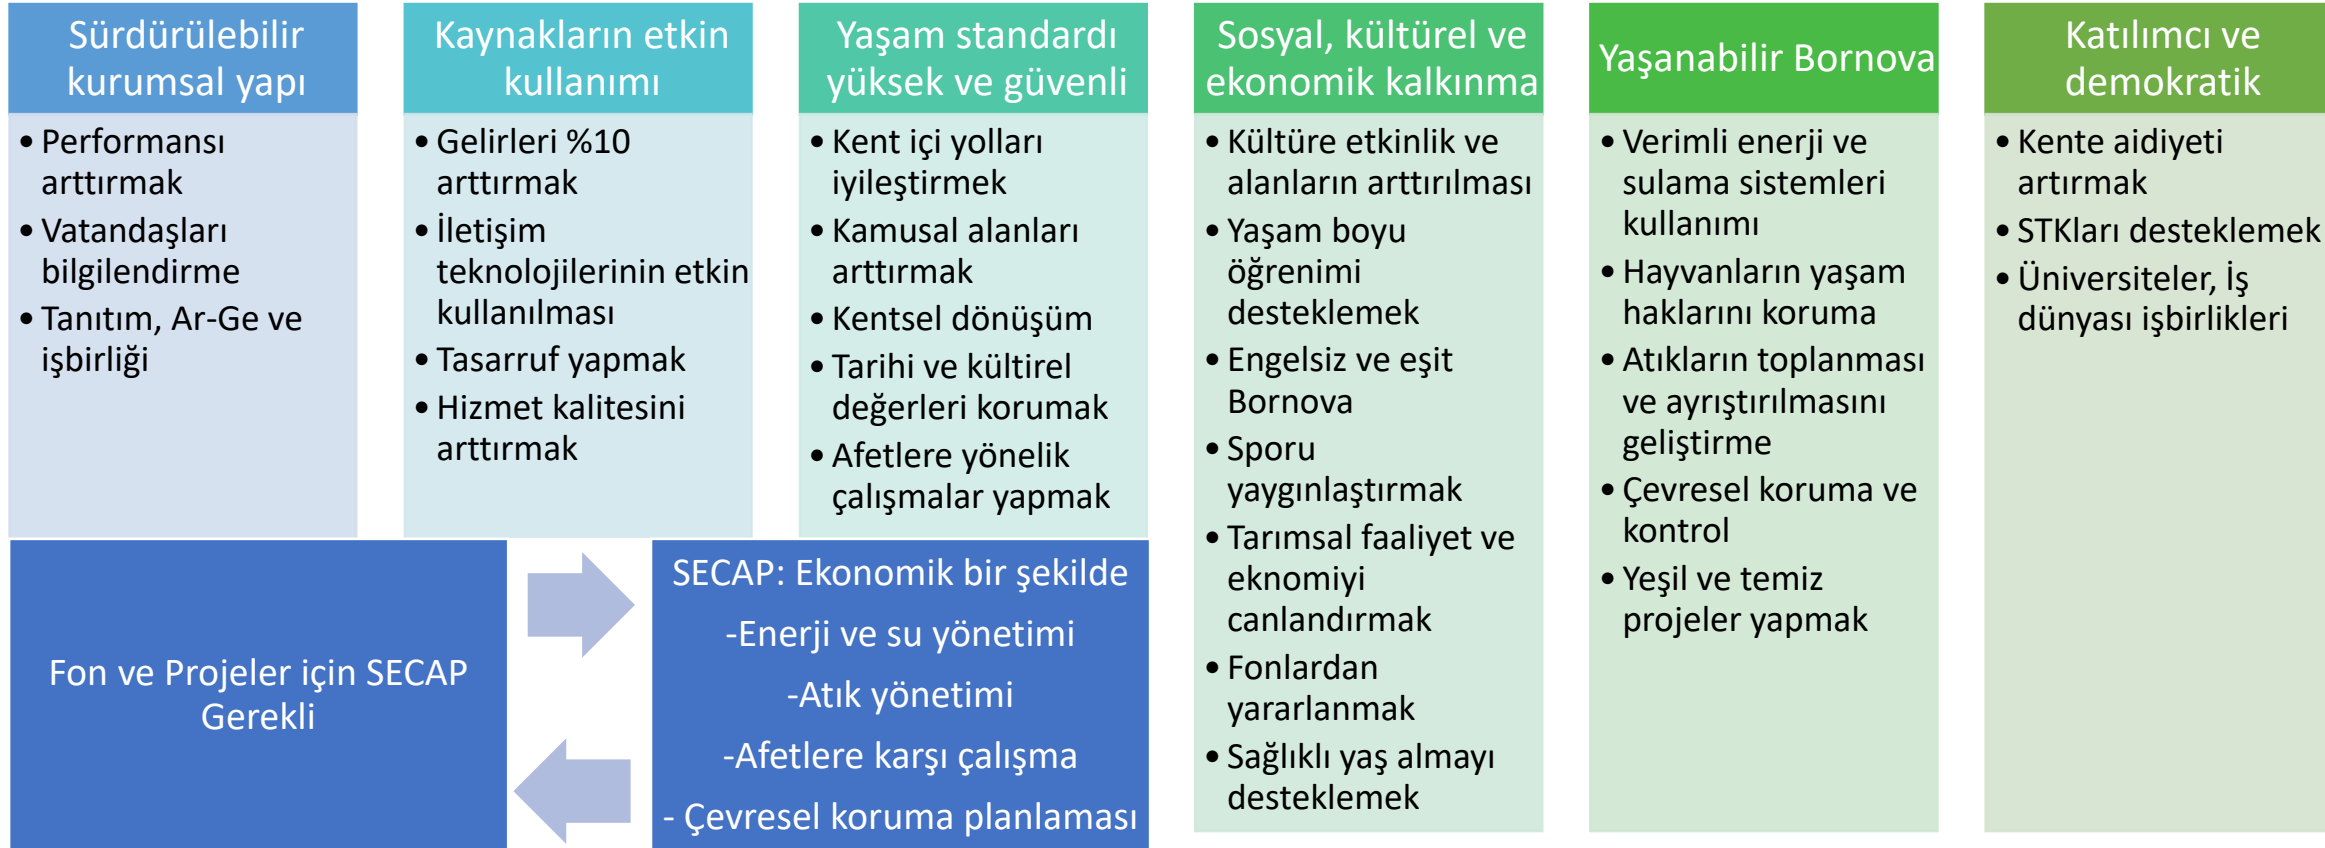 Sürdürülebilir
kurumsal yapı
• Performansı
arttırmak
• Vatandaşları
bilgilendirme
• Tanıtım, Ar-Ge ve
işbirliği
Kaynakların etkin
kullanımı
• Gelirleri %10
arttırmak
• İletişim
teknolojilerinin etkin
kullanılması
• Tasarruf yapmak
• Hizmet kalitesini
arttırmak
Yaşam standardı
yüksek ve güvenli
• Kent içi yolları
iyileştirmek
• Kamusal alanları
arttırmak
• Kentsel dönüşüm
• Tarihi ve kültirel
değerleri korumak
• Afetlere yönelik
çalışmalar yapmak
Sosyal, kültürel ve
ekonomik kalkınma
• Kültüre etkinlik ve
alanların arttırılması
• Yaşam boyu
öğrenimi
desteklemek
• Engelsiz ve eşit
Bornova
• Sporu
yaygınlaştırmak
• Tarımsal faaliyet ve
eknomiyi
canlandırmak
• Fonlardan
yararlanmak
• Sağlıklı yaş almayı
desteklemek
Yaşanabilir Bornova
• Verimli enerji ve
sulama sistemleri
kullanımı
• Hayvanların yaşam
haklarını koruma
• Atıkların toplanması
ve ayrıştırılmasını
geliştirme
• Çevresel koruma ve
kontrol
• Yeşil ve temiz
projeler yapmak
Katılımcı ve
demokratik
• Kente aidiyeti
artırmak
• STKları desteklemek
• Üniversiteler, İş
dünyası işbirlikleri
Fon ve Projeler için SECAP
Gerekli
SECAP: Ekonomik bir şekilde
-Enerji ve su yönetimi
-Atık yönetimi
-Afetlere karşı çalışma
- Çevresel koruma planlaması